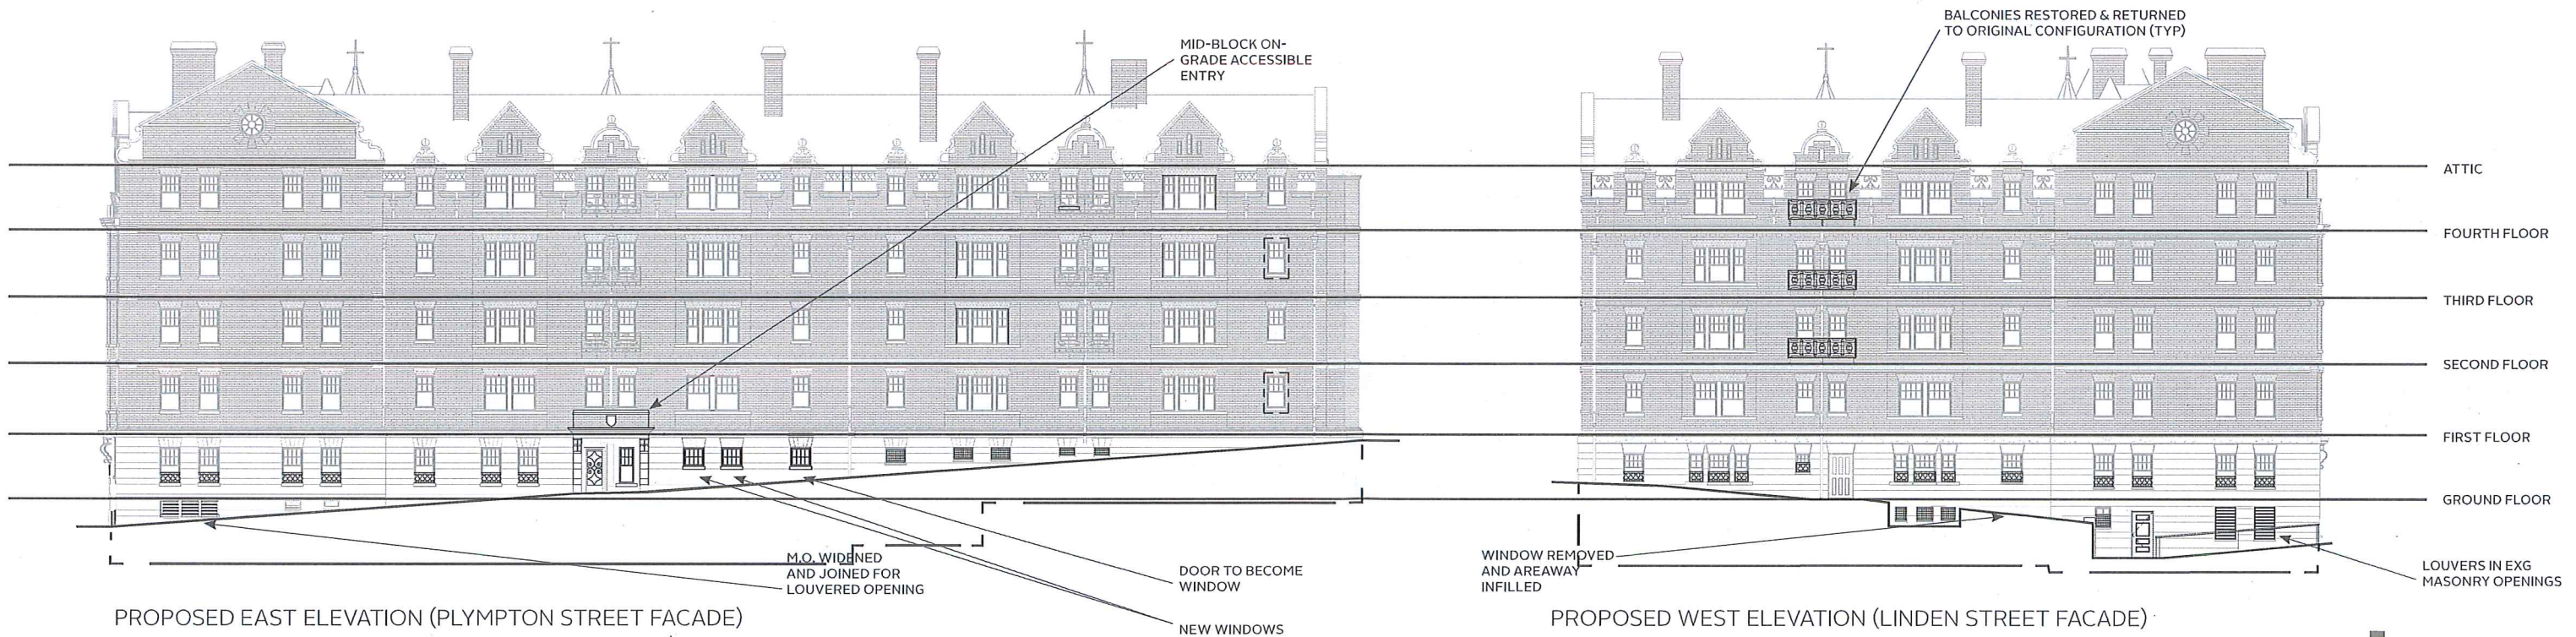 MID-BLOCK ON-
GRADE ACCESSIBLE
ENTRY
BALCONIES RESTORED & RETURNED
TO ORIGINAL CONFIGURATION (TYP)
ATTIC
FOURTH FLOOR
THIRD FLOOR
SECOND FLOOR
FIRST FLOOR
GROUND FLOOR
M.O. WIDENED
AND JOINED FOR
LOUVERED OPENING
DOOR TO BECOME
WINDOW
NEW WINDOWS
WINDOW REMOVED
AND AREAWAY
INFILLED
LOUVERS IN EXG
MASONRY OPENINGS
PROPOSED EAST ELEVATION (PLYMPTON STREET FACADE)
PROPOSED WEST ELEVATION (LINDEN STREET FACADE)